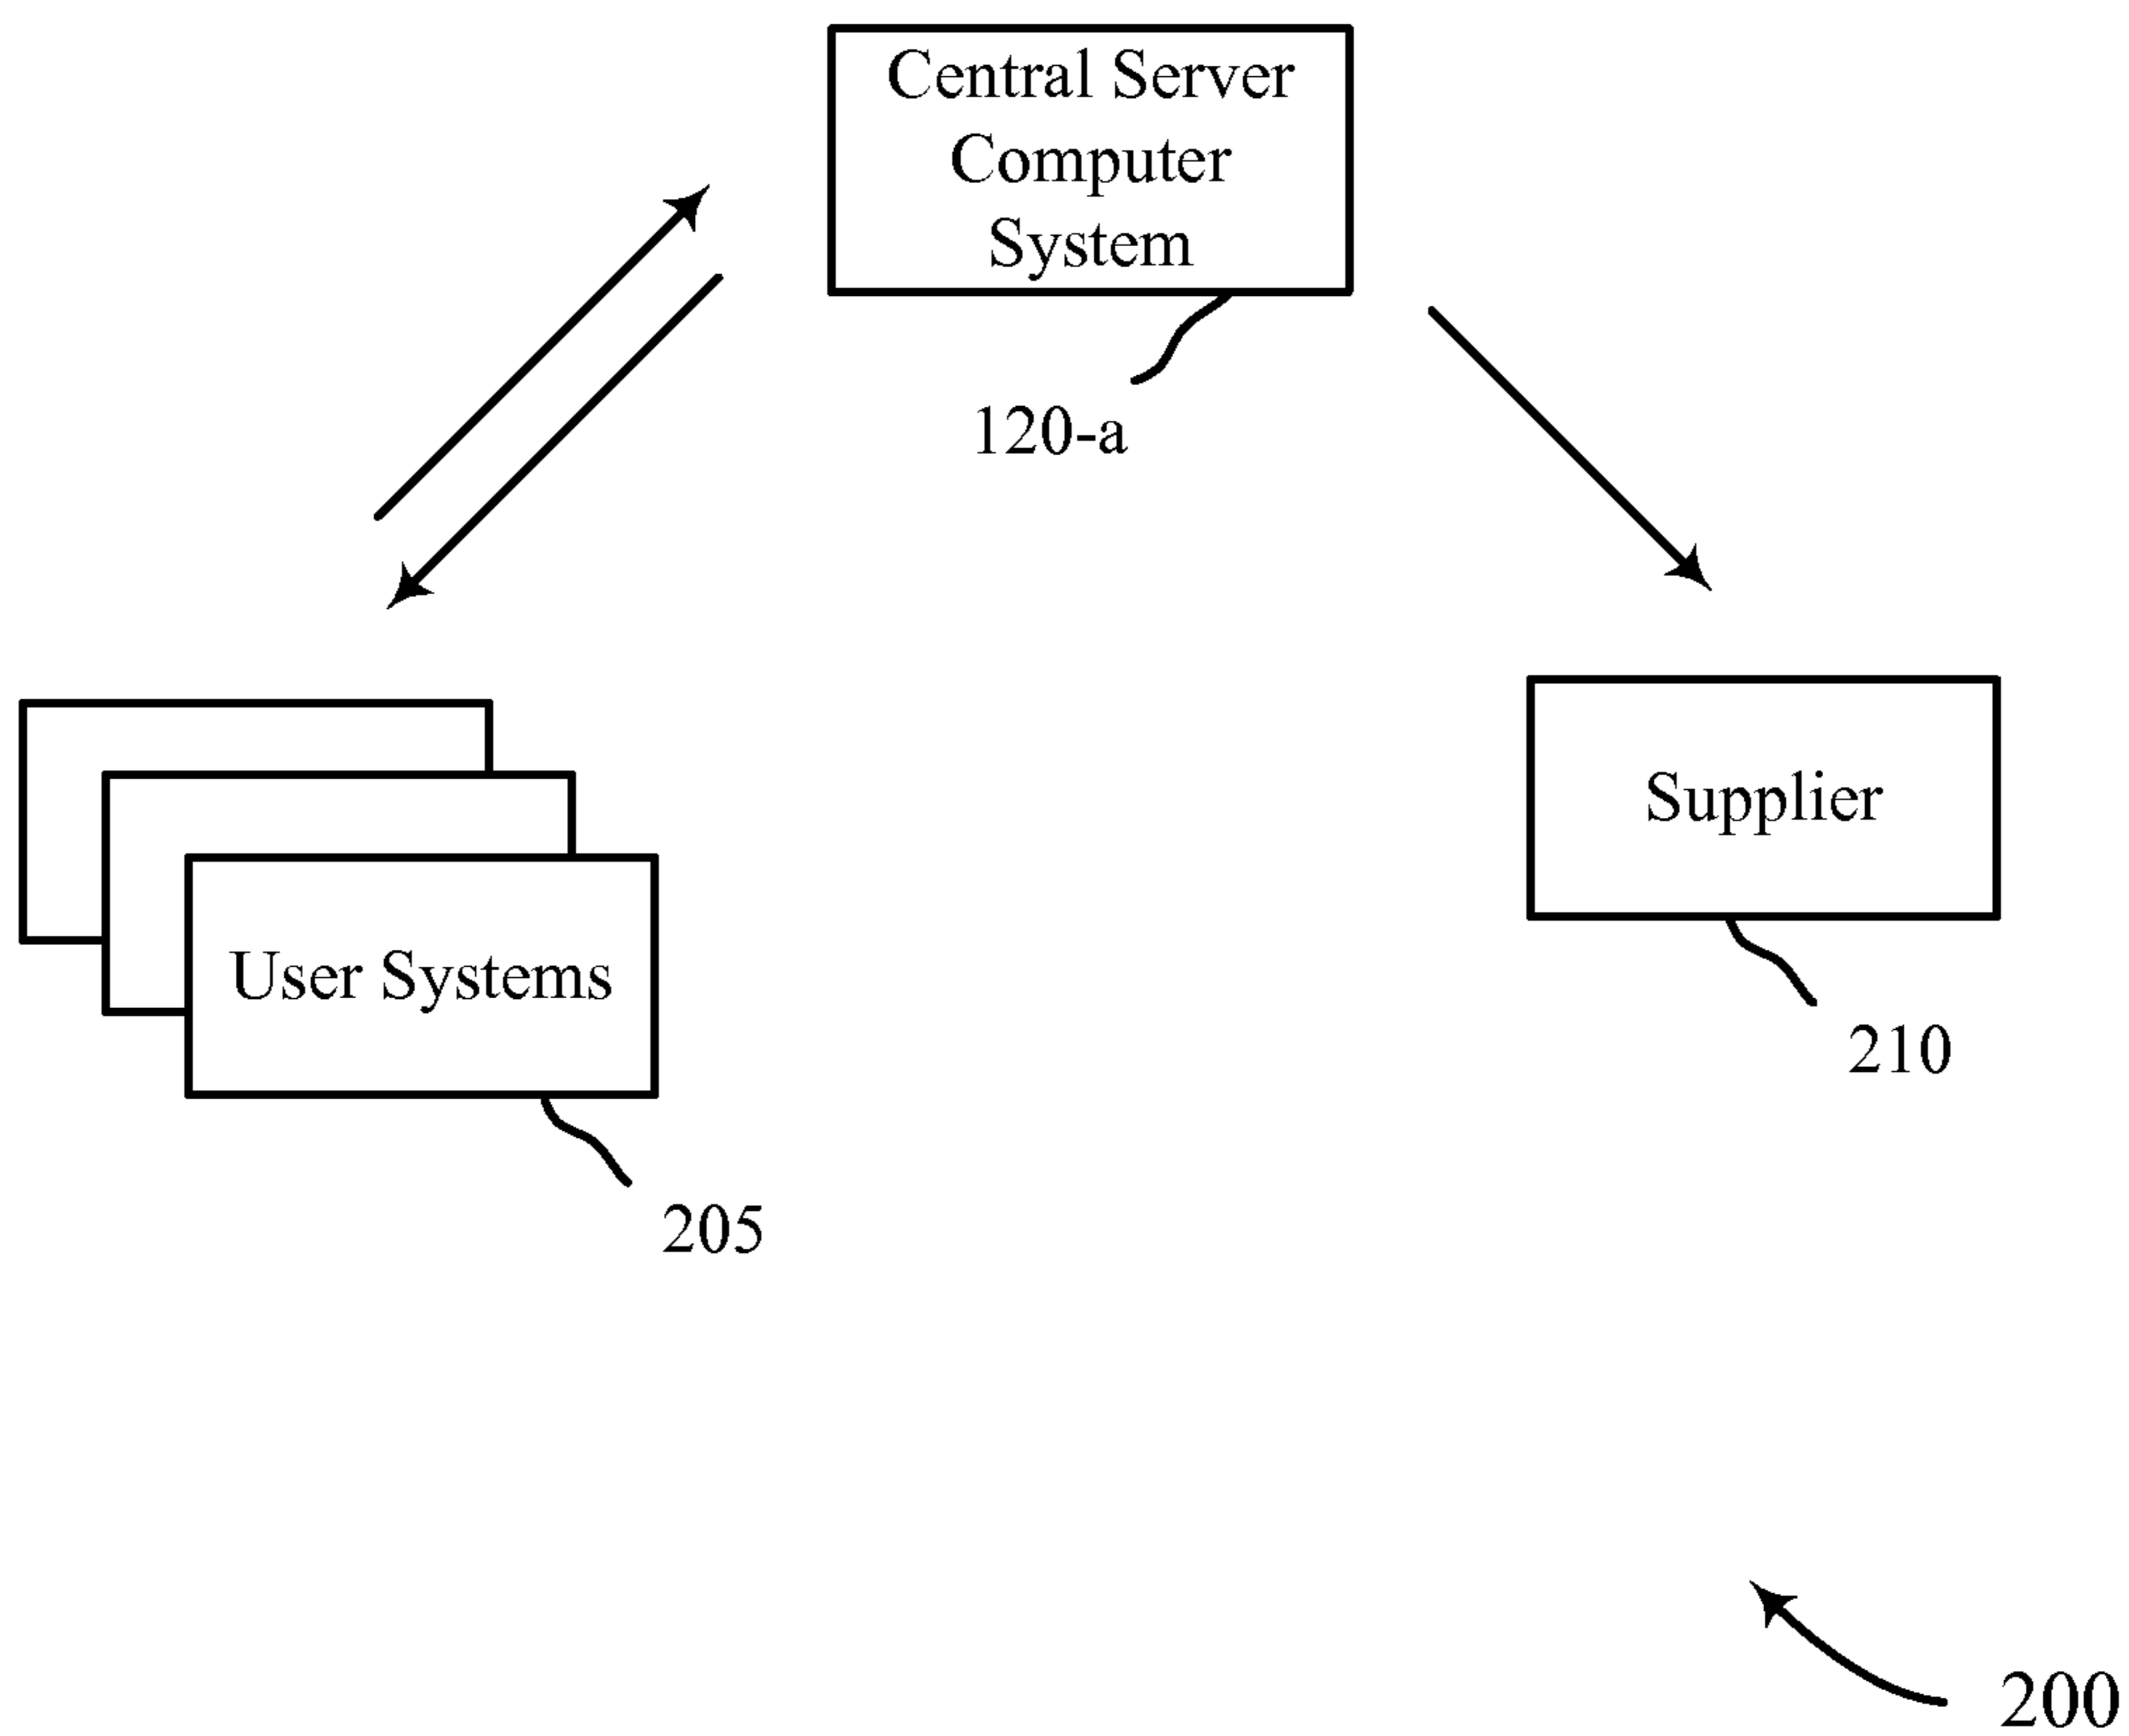 Central Server
Computer
System
120-a
Supplier
User Systems
210
205
200